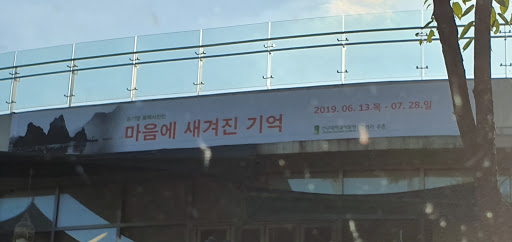 마음에 새겨진 기억
2019. 06. 13.목 - 07. 28.일